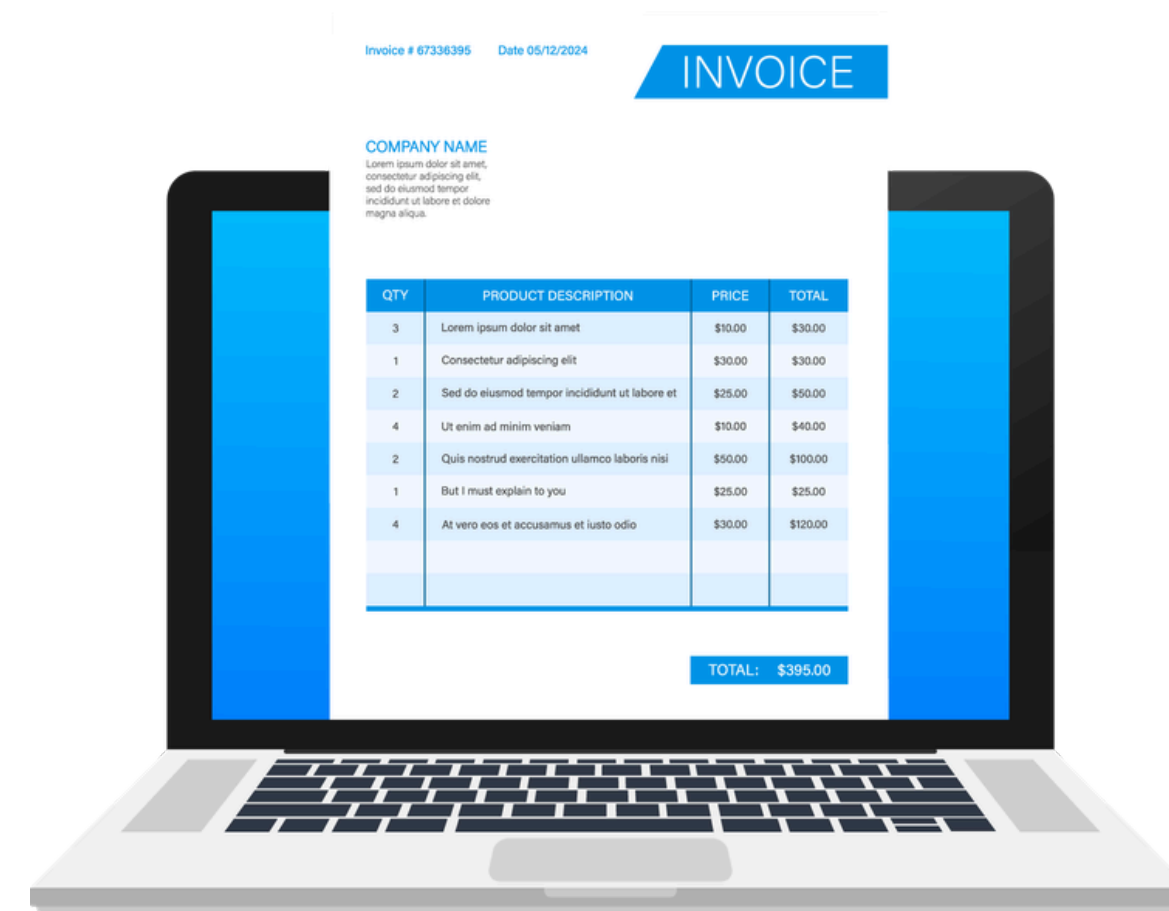 Invoice # 67336395 Date 05/12/2024
INVOICE
COMPANY NAME
Lorem ipsum dolor sit amet,
consectetur adipiscing elit,
sed do eiusmod tempor
incididunt ut labore et dolore
magna aliqua.
QTY PRODUCT DESCRIPTION PRICE TOTAL
3 Lorem ipsum dolor sit amet $10.00 $30.00
1 Consectetur adipiscing elit $30.00 $30.00
2 Sed do eiusmod tempor incididunt ut labore et $25.00 $50.00
4 Ut enim ad minim veniam $10.00 $40.00
2 Quis nostrud exercitation ullamco laboris nisi $50.00 $100.00
1 But I must explain to you $25.00 $25.00
4 At vero eos et accusamus et iusto odio $30.00 $120.00
TOTAL: $395.00